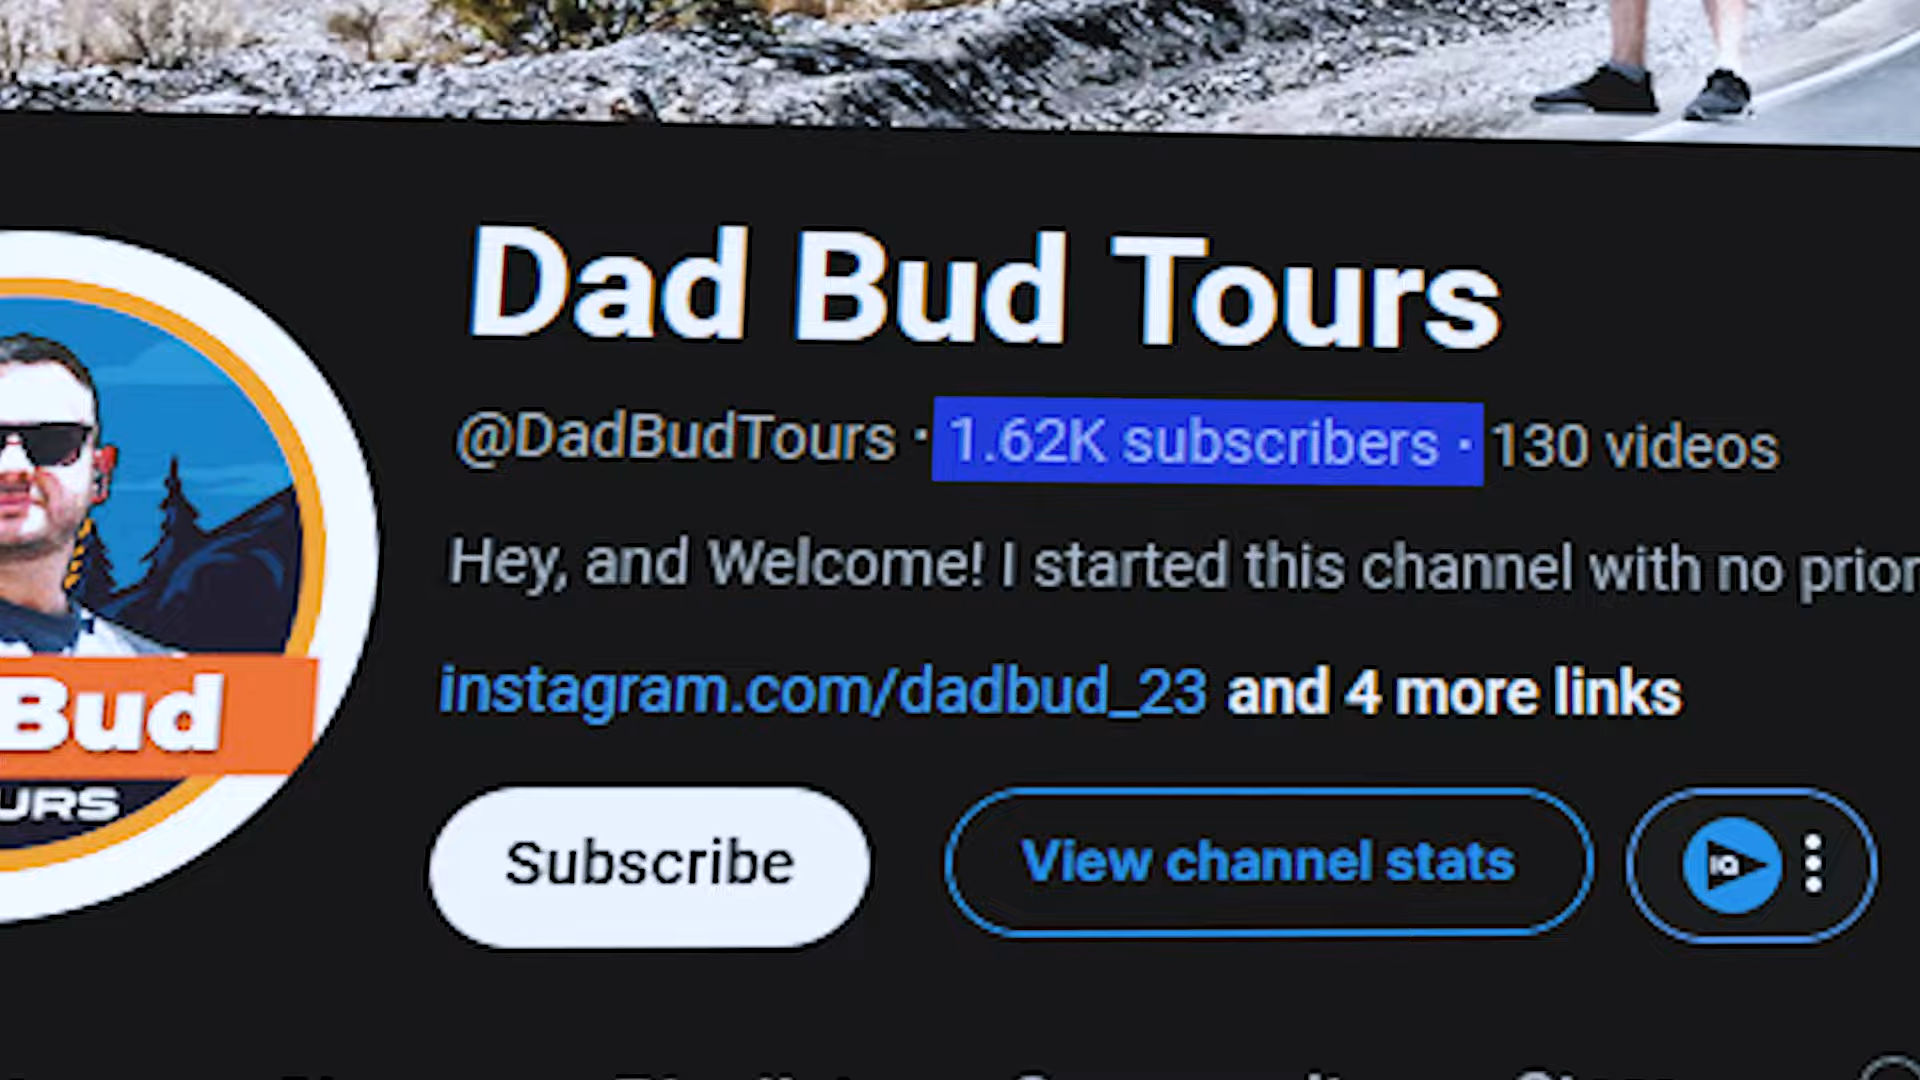 Dad Bud Tours
@DadBudTours · 1.62K subscribers · 130 videos
Hey, and Welcome! I started this channel with no prior
instagram.com/dadbud_23 and 4 more links
Bud
URS
Subscribe
View channel stats
IQ